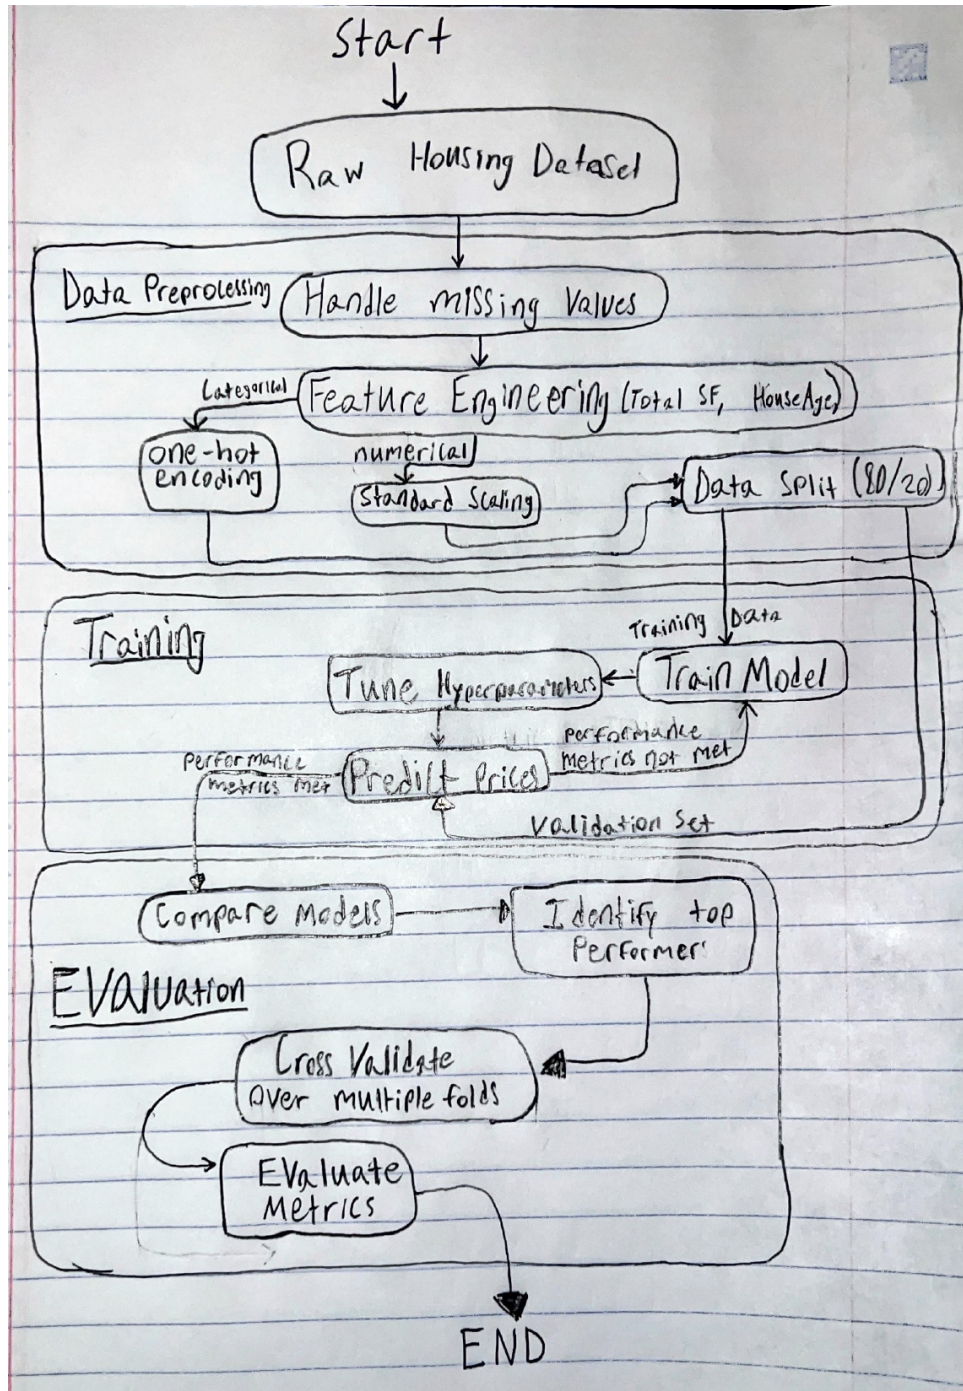 Start
Raw Housing Dataset
Data Preprocessing
Handle missing values
Categorical
Feature Engineering (Total SF, HouseAge)
one-hot
encoding
numerical
Standard Scaling
Data Split (80/20)
Training
Training Data
Tune Hyperparameters
Train Model
Performance
metrics met
Predict Prices
Performance
metrics not met
Validation Set
Compare Models
Identify top
Performer
Evaluation
Cross Validate
Over multiple folds
Evaluate
Metrics
END